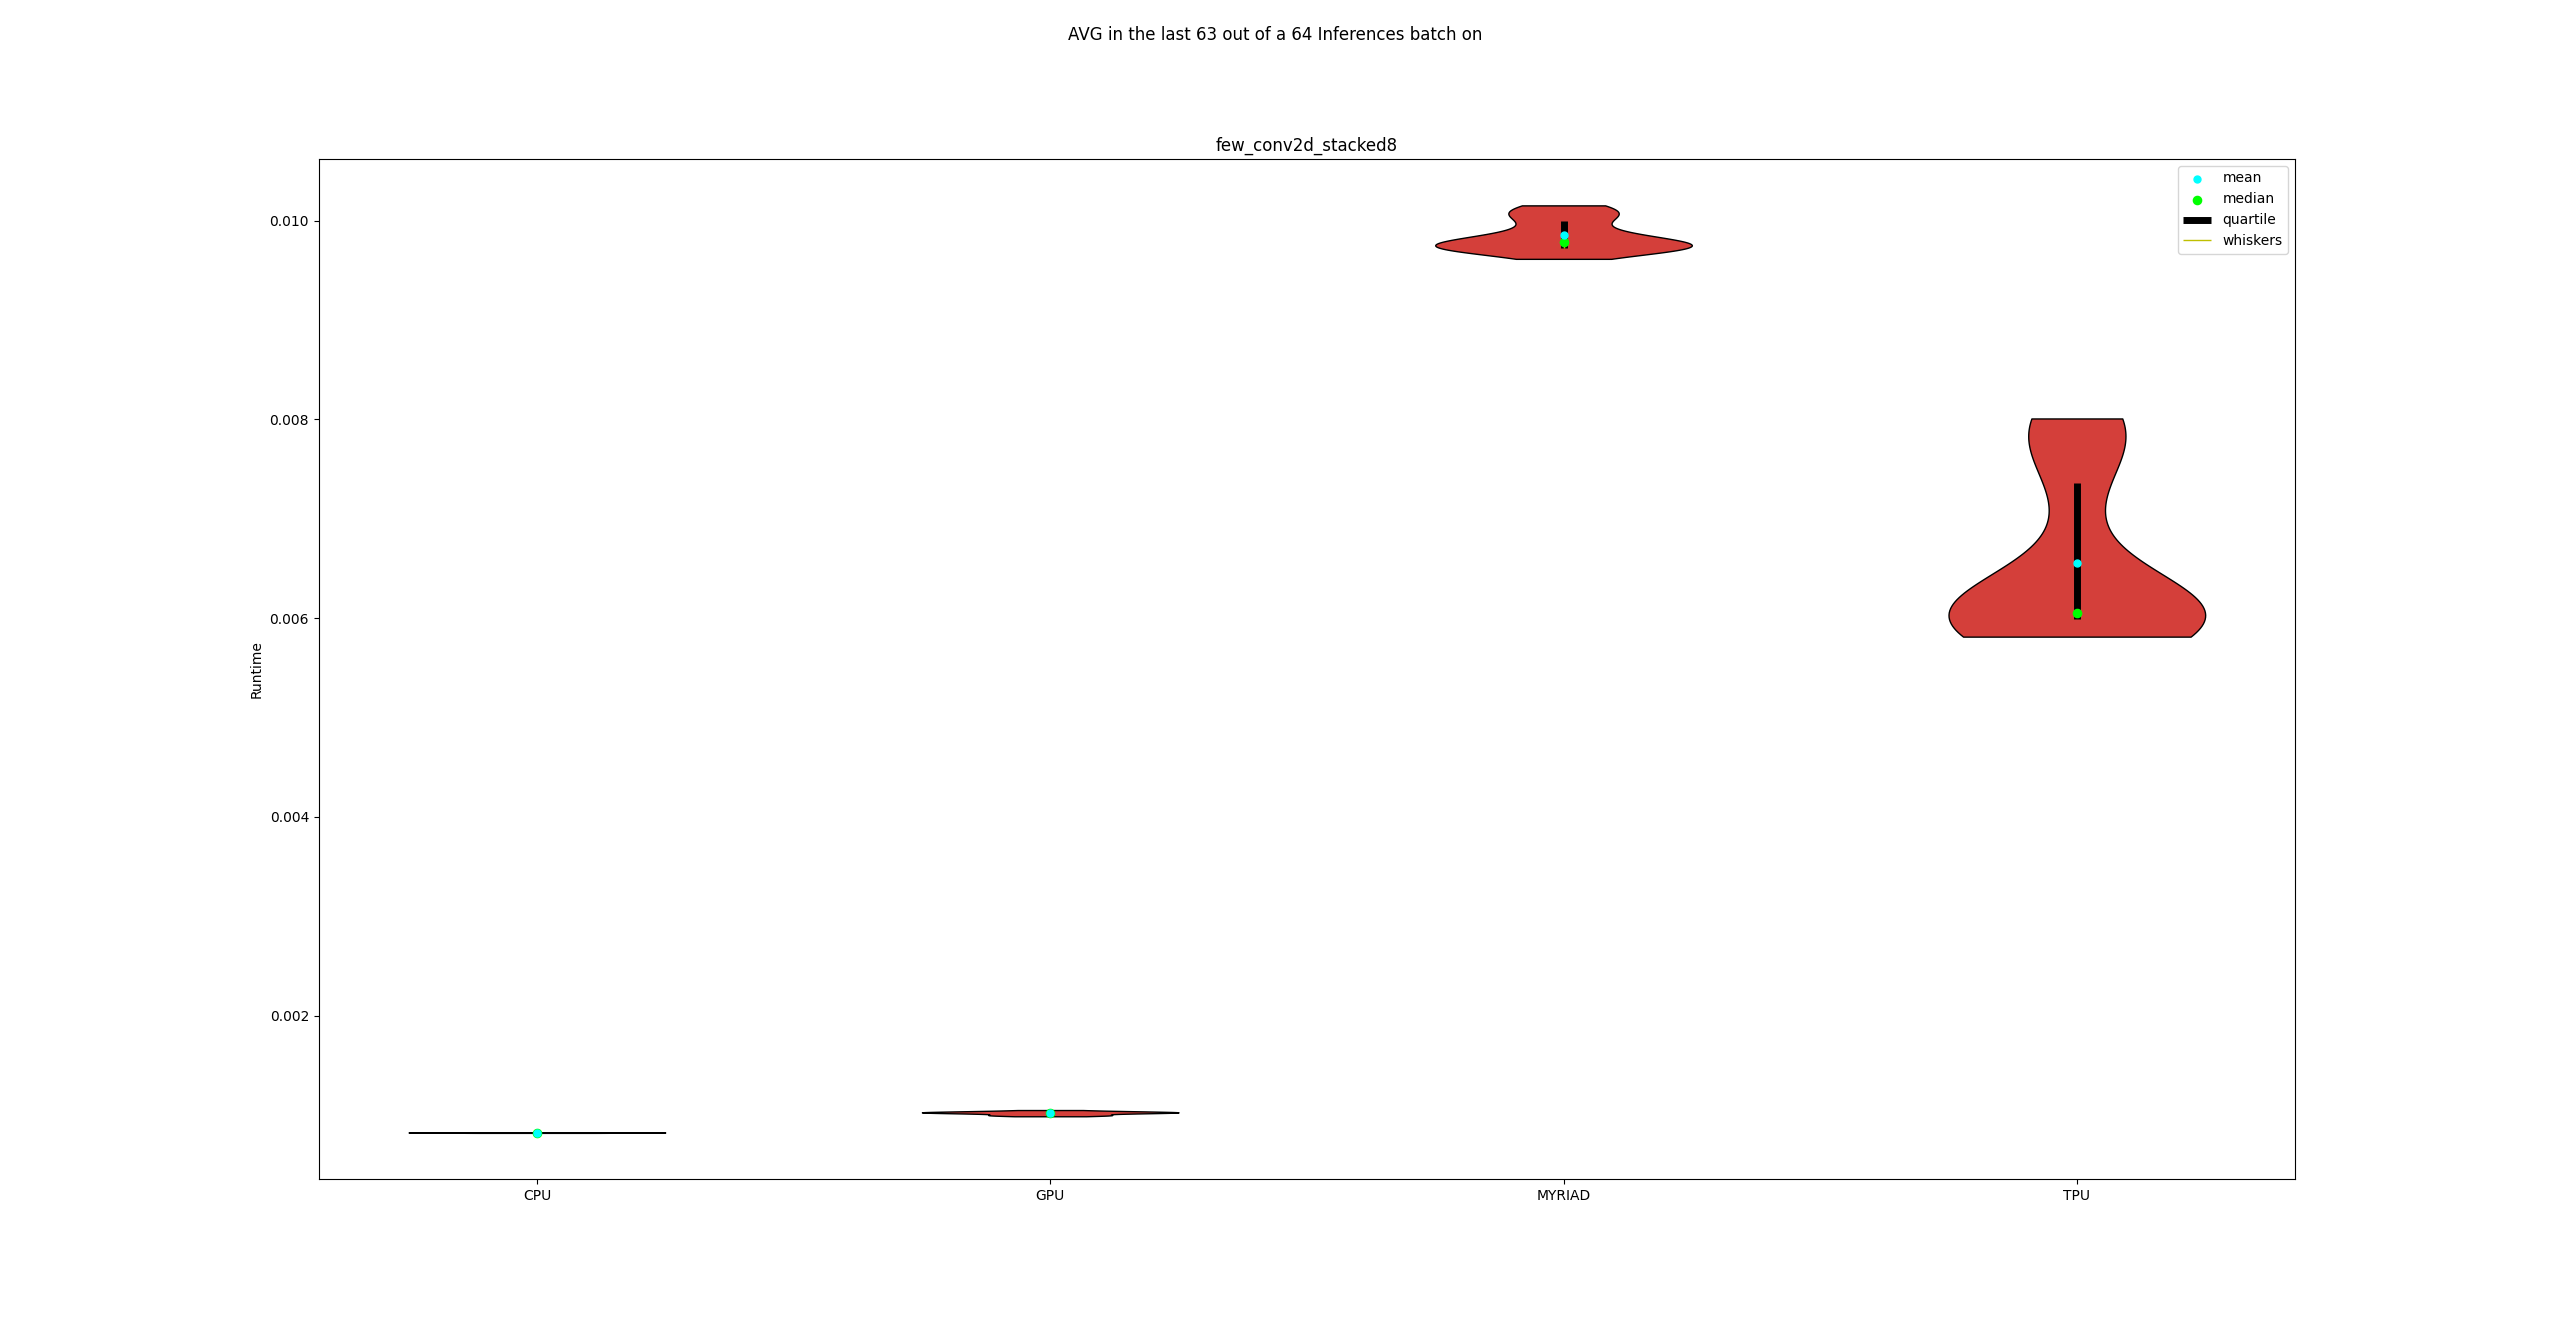 AVG in the last 63 out of a 64 Inferences batch on
few_conv2d_stacked8
mean
median
quartile
whiskers
0.010
0.008
0.006
0.004
0.002
Runtime
CPU
GPU
MYRIAD
TPU